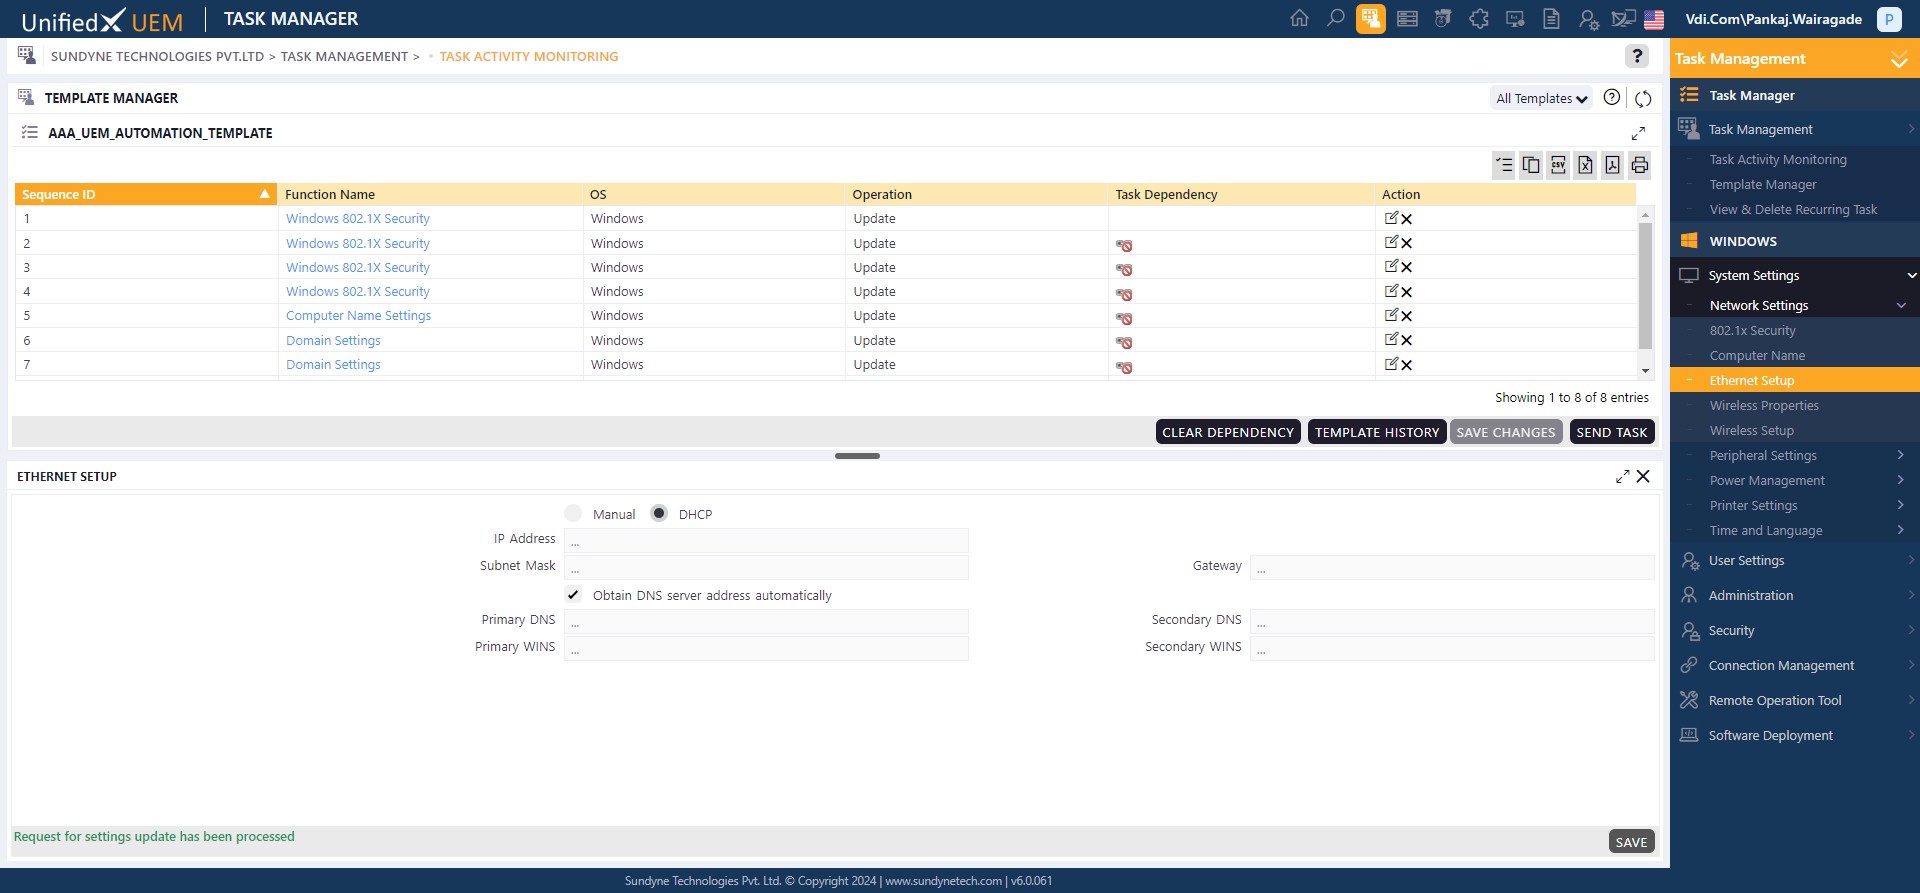 UnifiedX UEM TASK MANAGER Vdi.Com\Pankaj.Wairagade P
SUNDYNE TECHNOLOGIES PVT.LTD > TASK MANAGEMENT > • TASK ACTIVITY MONITORING ?
TEMPLATE MANAGER All Templates ?
AAA_UEM_AUTOMATION_TEMPLATE
CSV
Sequence ID Function Name OS Operation Task Dependency Action
1 Windows 802.1X Security Windows Update
2 Windows 802.1X Security Windows Update
3 Windows 802.1X Security Windows Update
4 Windows 802.1X Security Windows Update
5 Computer Name Settings Windows Update
6 Domain Settings Windows Update
7 Domain Settings Windows Update
Showing 1 to 8 of 8 entries
CLEAR DEPENDENCY TEMPLATE HISTORY SAVE CHANGES SEND TASK
ETHERNET SETUP
Manual DHCP
IP Address ...
Subnet Mask ... Gateway ...
Obtain DNS server address automatically
Primary DNS ... Secondary DNS ...
Primary WINS ... Secondary WINS ...
Request for settings update has been processed
SAVE
Task Management
Task Manager
Task Management
Task Activity Monitoring
Template Manager
View & Delete Recurring Task
WINDOWS
System Settings
Network Settings
802.1x Security
Computer Name
Ethernet Setup
Wireless Properties
Wireless Setup
Peripheral Settings
Power Management
Printer Settings
Time and Language
User Settings
Administration
Security
Connection Management
Remote Operation Tool
Software Deployment
Sundyne Technologies Pvt. Ltd. © Copyright 2024 | www.sundynetech.com | v6.0.061